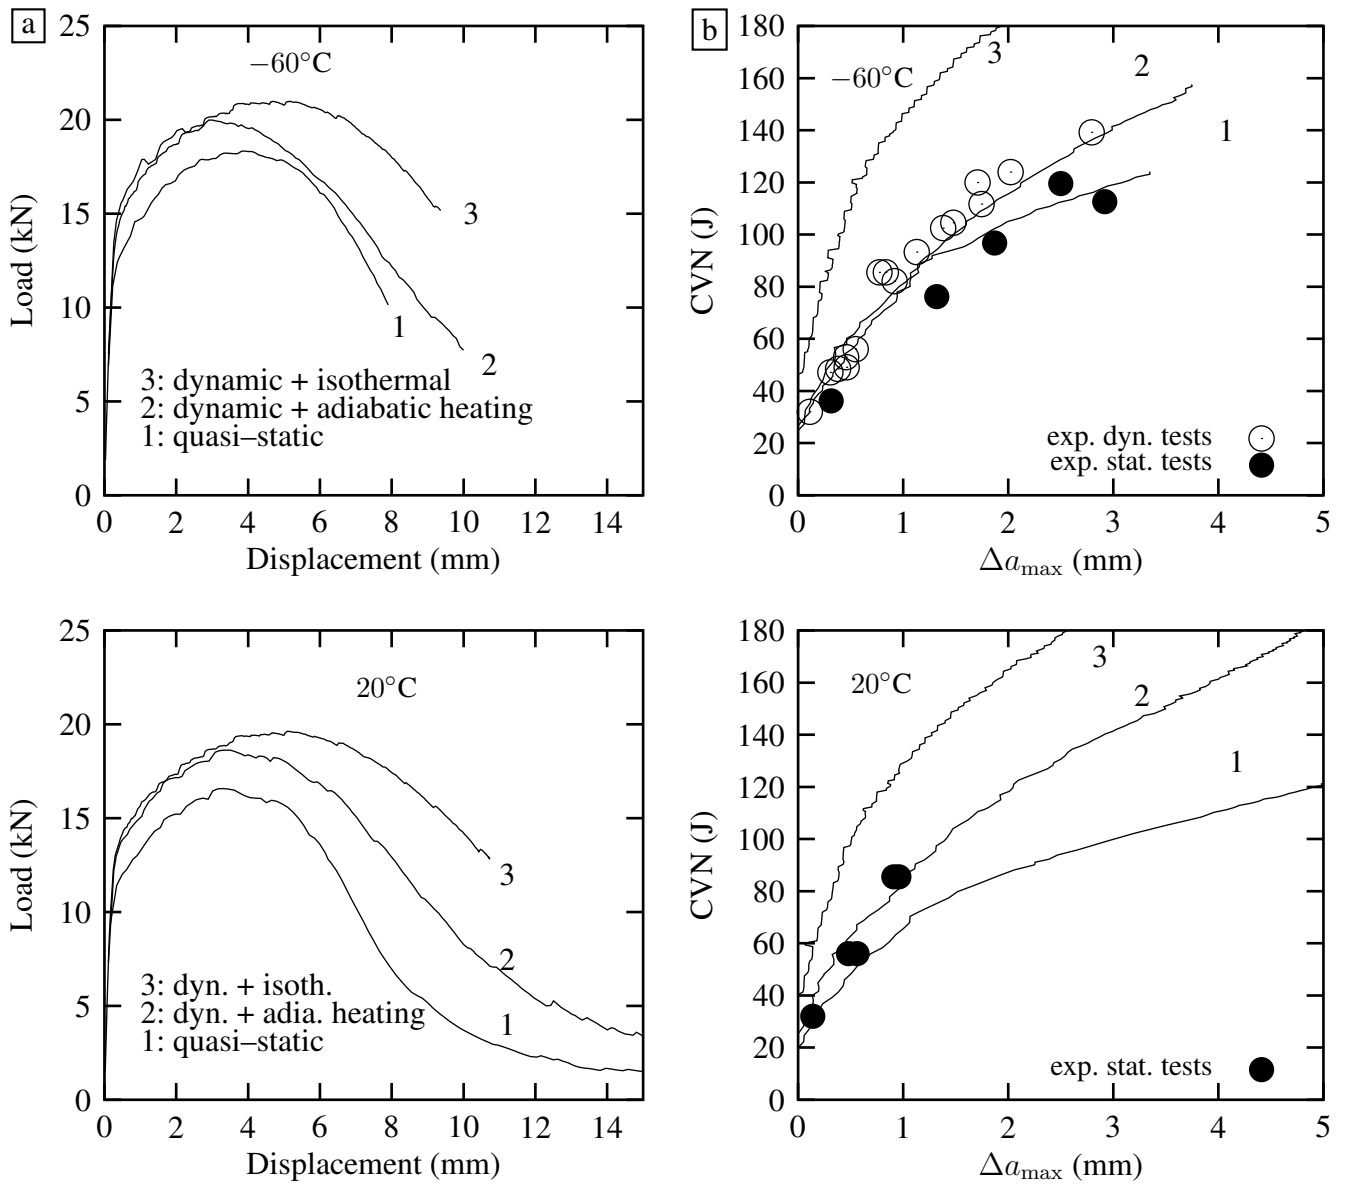 a
25
20
15
10
5
0
Load (kN)
−60°C
3
1
2
3: dynamic + isothermal
2: dynamic + adiabatic heating
1: quasi–static
0 2 4 6 8 10 12 14
Displacement (mm)
b
180
160
140
120
100
80
60
40
20
0
CVN (J)
−60°C
3
2
1
exp. dyn. tests
exp. stat. tests
0 1 2 3 4 5
Δa_max (mm)
25
20
15
10
5
0
Load (kN)
20°C
3
2
1
3: dyn. + isoth.
2: dyn. + adia. heating
1: quasi–static
0 2 4 6 8 10 12 14
Displacement (mm)
180
160
140
120
100
80
60
40
20
0
CVN (J)
20°C
3
2
1
exp. stat. tests
0 1 2 3 4 5
Δa_max (mm)